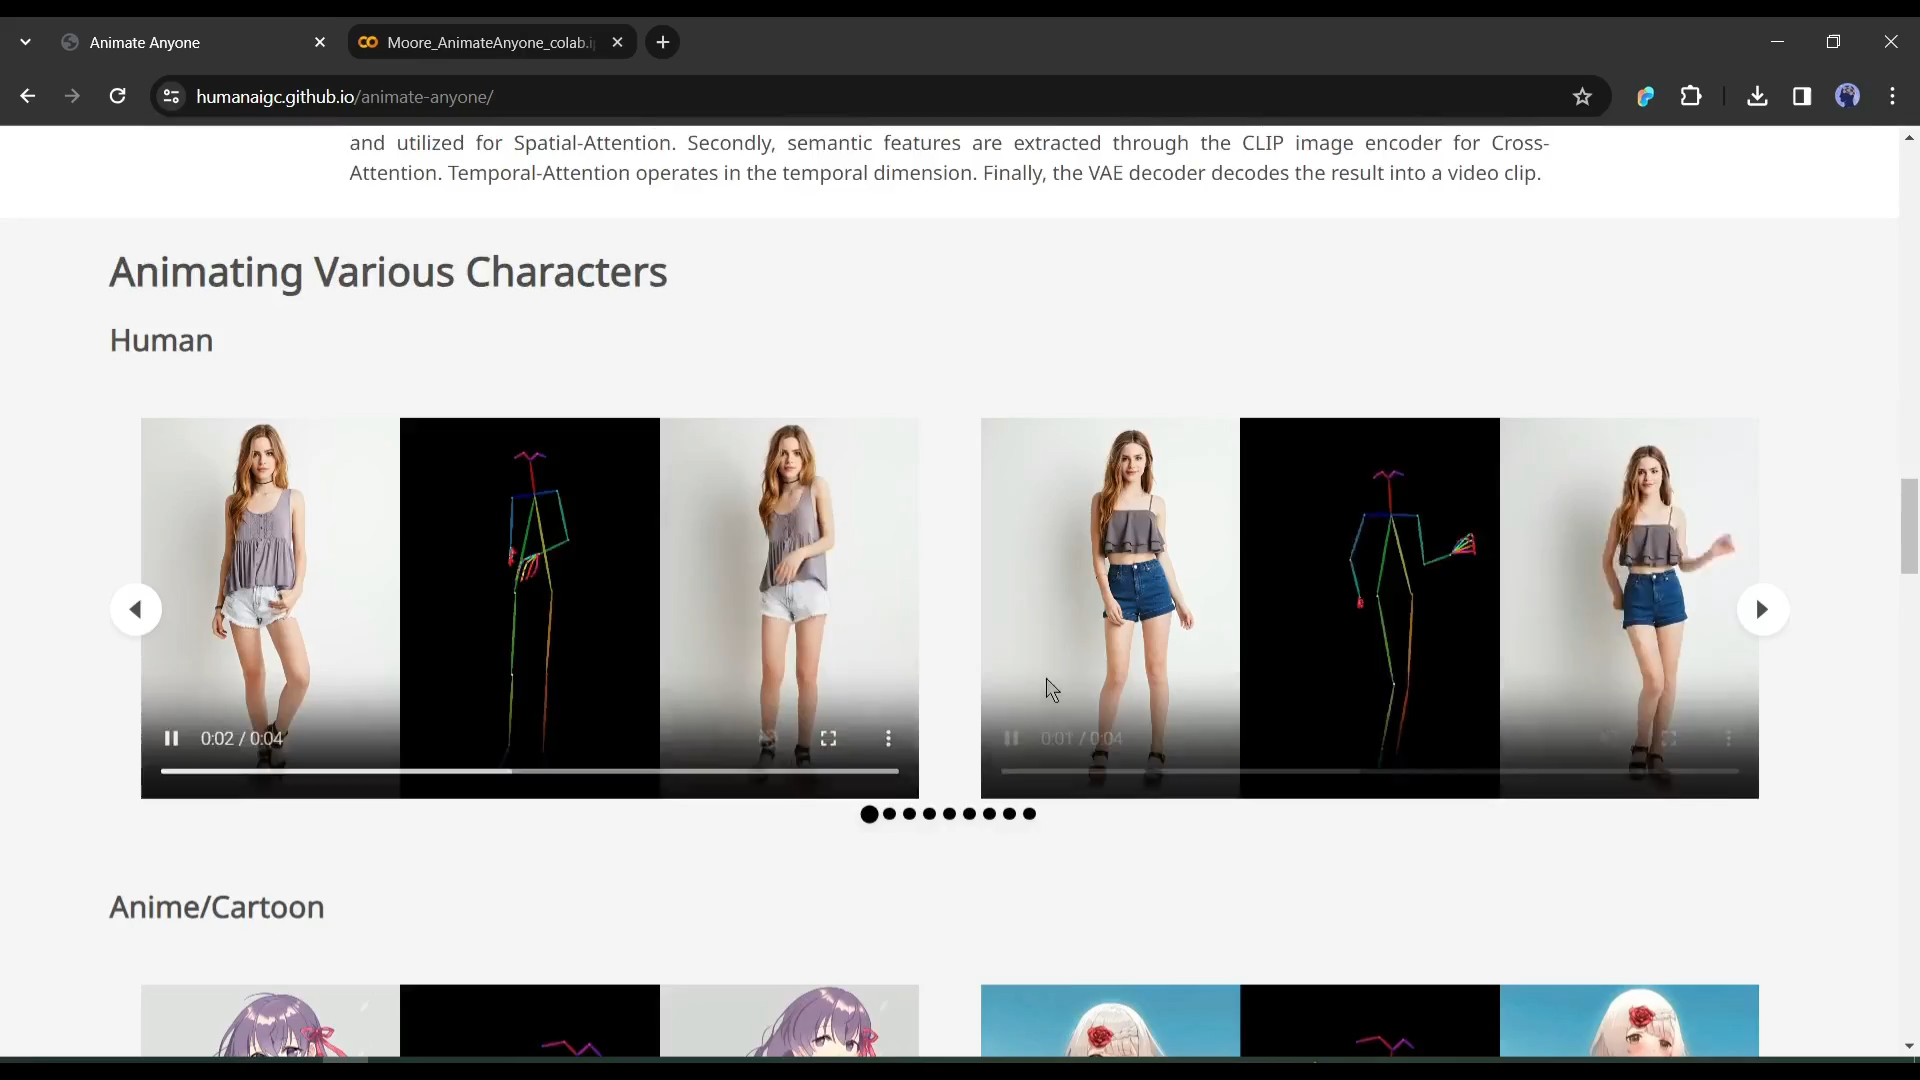 Animate Anyone
Moore_AnimateAnyone_colab.i
humanaigc.github.io/animate-anyone/
and utilized for Spatial-Attention. Secondly, semantic features are extracted through the CLIP image encoder for Cross-
Attention. Temporal-Attention operates in the temporal dimension. Finally, the VAE decoder decodes the result into a video clip.
Animating Various Characters
Human
0:02 / 0:04
0:01 / 0:04
Anime/Cartoon